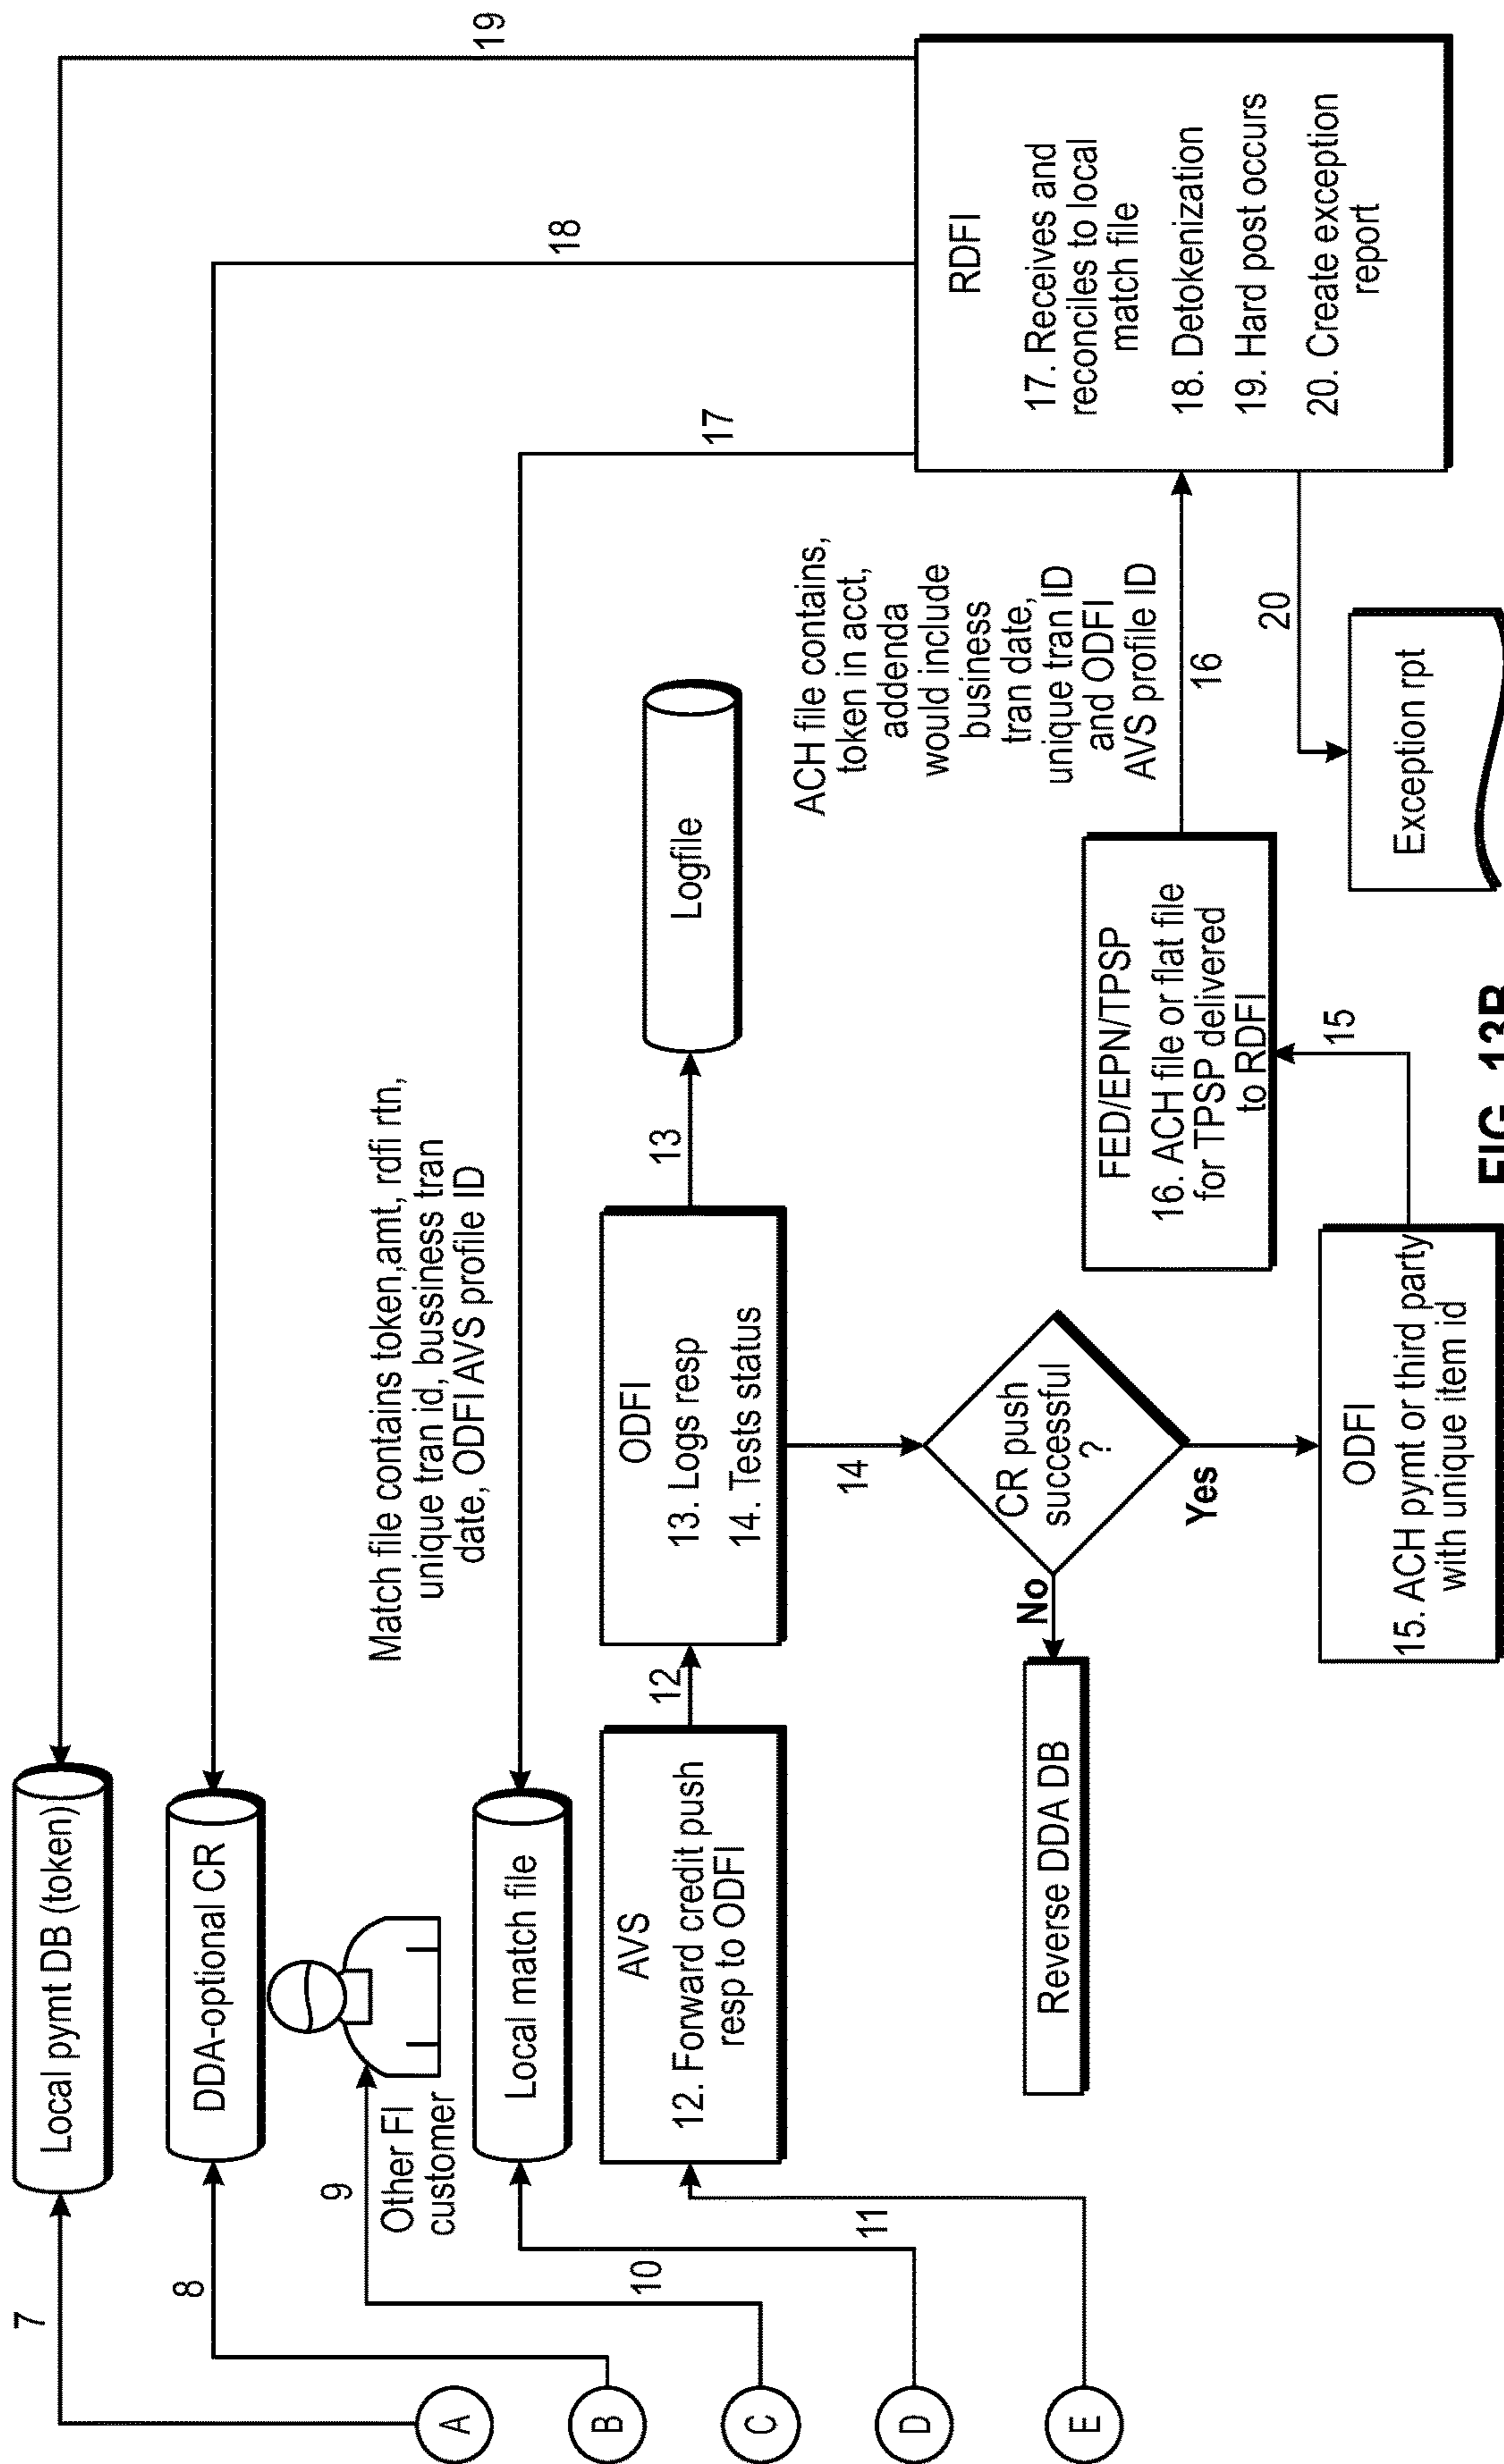 7
8
9
10
11
A
B
C
D
E
Local pymt DB (token)
DDA-optional CR
Other FI
customer
Local match file
AVS
12. Forward credit push
resp to ODFI
12
Match file contains token,amt, rdfi rtn,
unique tran id, bussiness tran
date, ODFI AVS profile ID
ODFI
13. Logs resp
14. Tests status
13
Logfile
14
CR push
successful
?
No
Reverse DDA DB
Yes
ODFI
15. ACH pymt or third party
with unique item id
15
FED/EPN/TPSP
16. ACH file or flat file
for TPSP delivered
to RDFI
ACH file contains,
token in acct,
addenda
would include
business
tran date,
unique tran ID
and ODFI
AVS profile ID
16
17
18
19
RDFI
17. Receives and
reconciles to local
match file
18. Detokenization
19. Hard post occurs
20. Create exception
report
20
Exception rpt
FIG. 13B